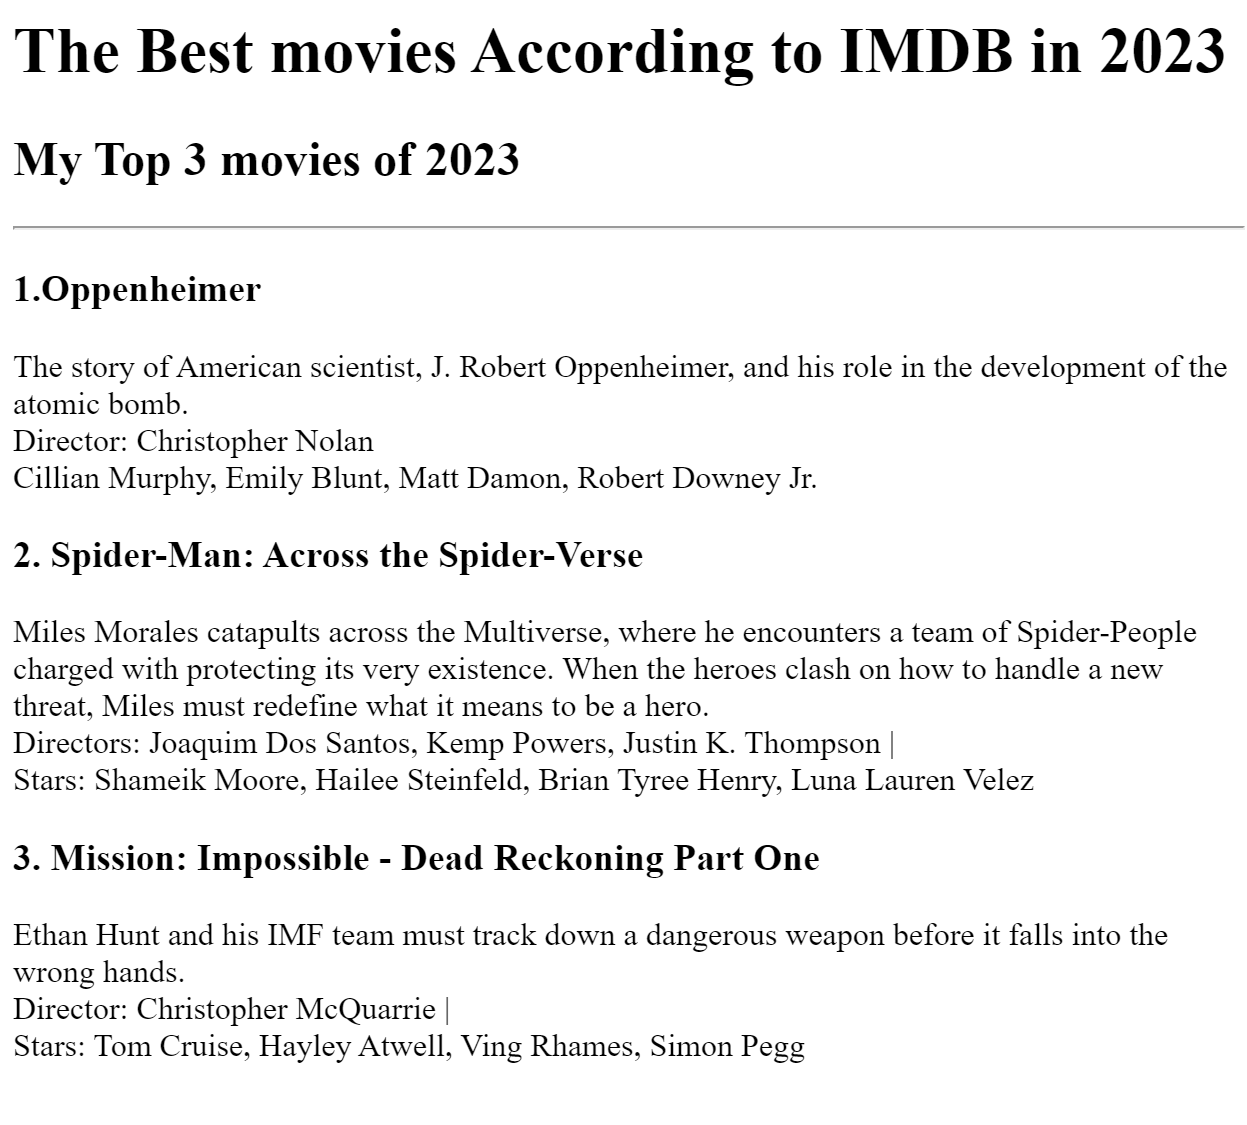 The Best movies According to IMDB in 2023
My Top 3 movies of 2023
1.Oppenheimer
The story of American scientist, J. Robert Oppenheimer, and his role in the development of the
atomic bomb.
Director: Christopher Nolan
Cillian Murphy, Emily Blunt, Matt Damon, Robert Downey Jr.
2. Spider-Man: Across the Spider-Verse
Miles Morales catapults across the Multiverse, where he encounters a team of Spider-People
charged with protecting its very existence. When the heroes clash on how to handle a new
threat, Miles must redefine what it means to be a hero.
Directors: Joaquim Dos Santos, Kemp Powers, Justin K. Thompson |
Stars: Shameik Moore, Hailee Steinfeld, Brian Tyree Henry, Luna Lauren Velez
3. Mission: Impossible - Dead Reckoning Part One
Ethan Hunt and his IMF team must track down a dangerous weapon before it falls into the
wrong hands.
Director: Christopher McQuarrie |
Stars: Tom Cruise, Hayley Atwell, Ving Rhames, Simon Pegg